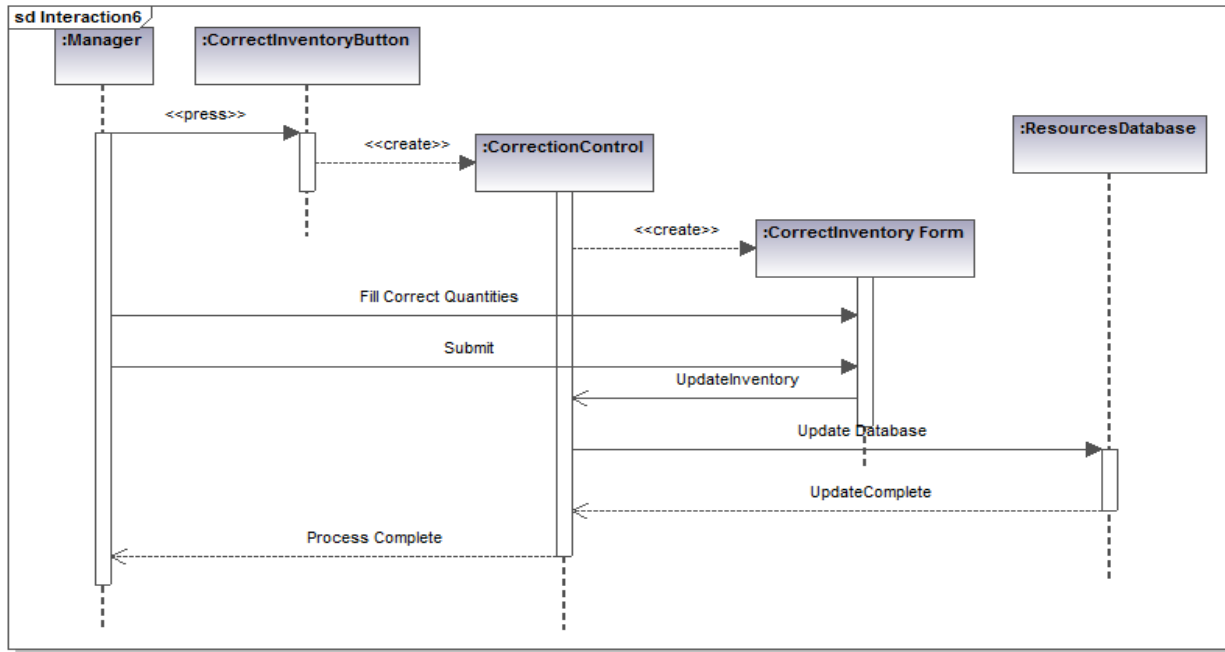 sd Interaction6
:Manager
:CorrectInventoryButton
<<press>>
:ResourcesDatabase
<<create>>
:CorrectionControl
<<create>>
:CorrectInventory Form
Fill Correct Quantities
Submit
UpdateInventory
Update Database
UpdateComplete
Process Complete